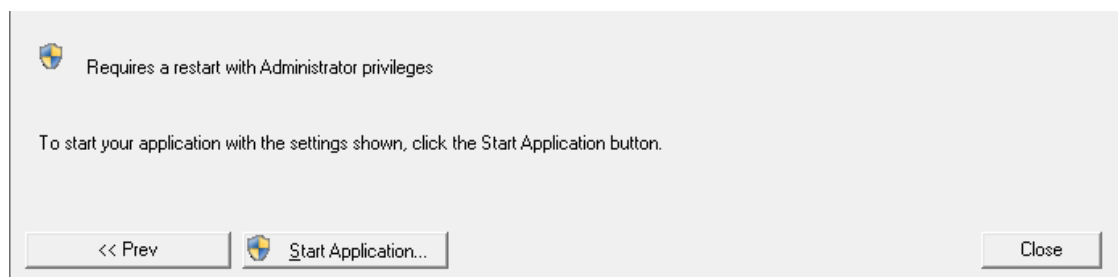 Requires a restart with Administrator privileges
To start your application with the settings shown, click the Start Application button.
<< Prev
Start Application...
Close